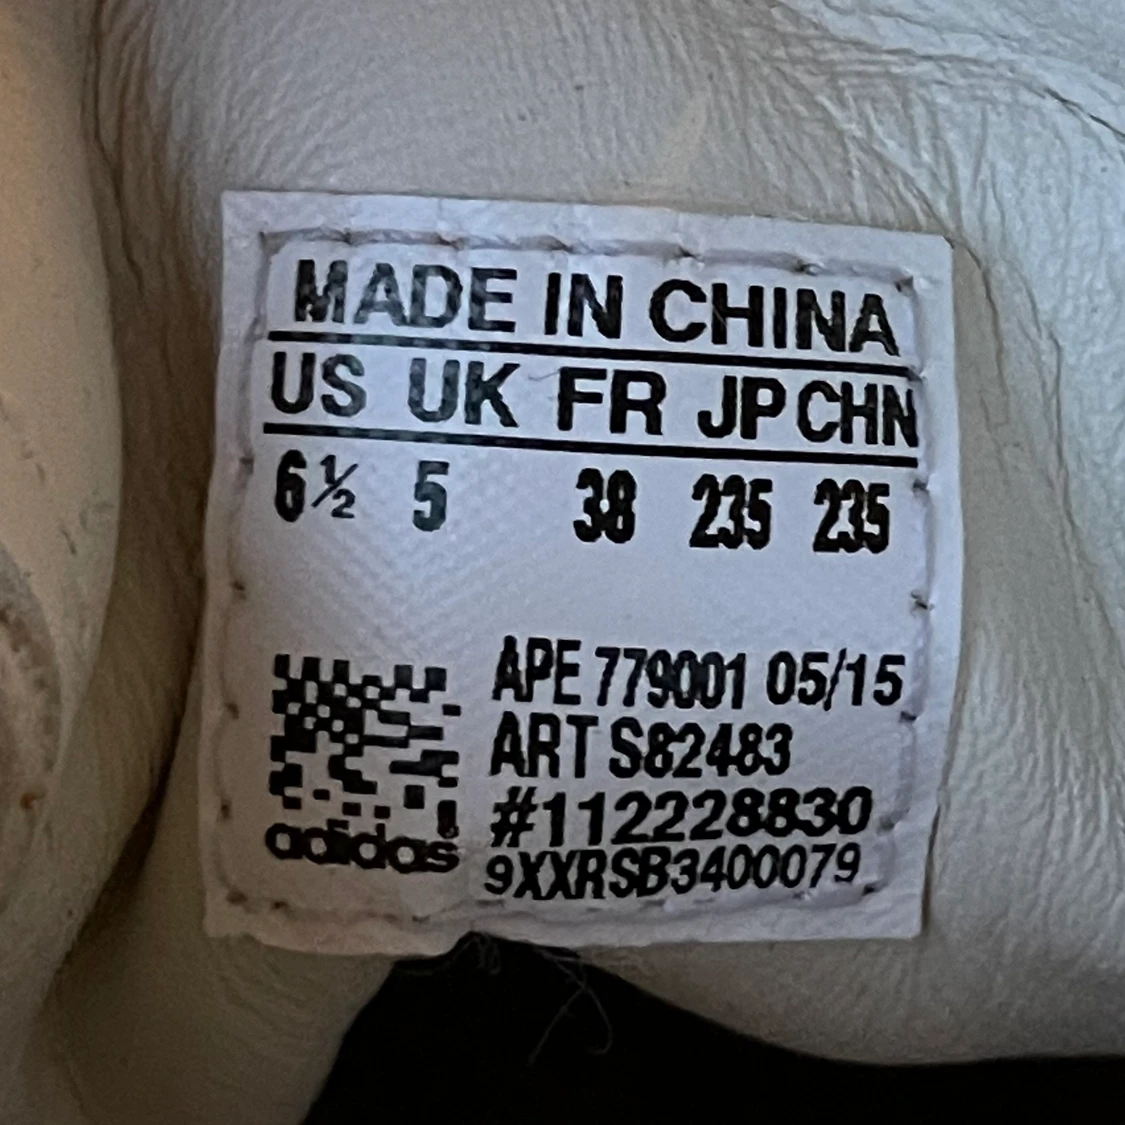 MADE IN CHINA
US UK FR JP CHN
6½ 5 38 235 235
APE 779001 05/15
ART S82483
#112228830
adidas 9XXRSB3400079